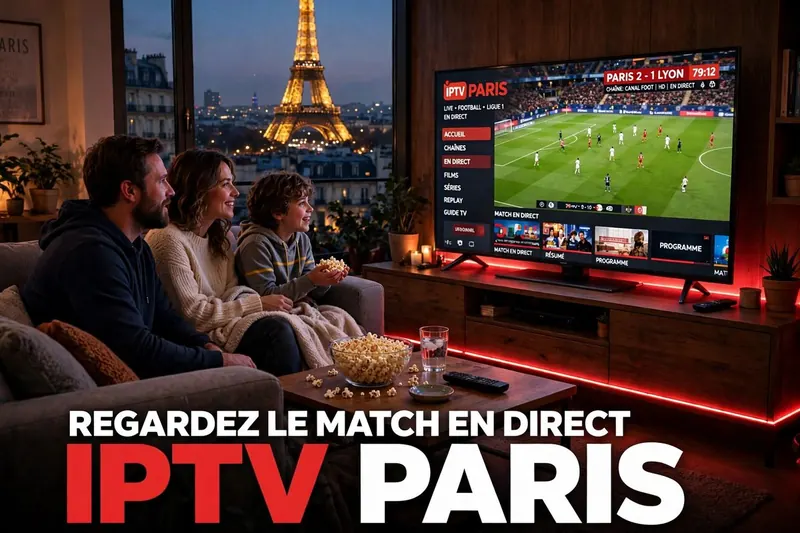 PARIS
IPTV PARIS
LIVE • FOOTBALL • LIGUE 1
EN DIRECT
ACCUEIL
CHAÎNES
EN DIRECT
FILMS
SÉRIES
REPLAY
GUIDE TV
PARIS 2 - 1 LYON 79:12
CHAÎNE: CANAL FOOT | HD | EN DIRECT
MATCH EN DIRECT
PROGRAMME
MATCH EN DIRECT
RÉSUMÉ
PROGRAMME
MAT
REGARDEZ LE MATCH EN DIRECT
IPTV PARIS